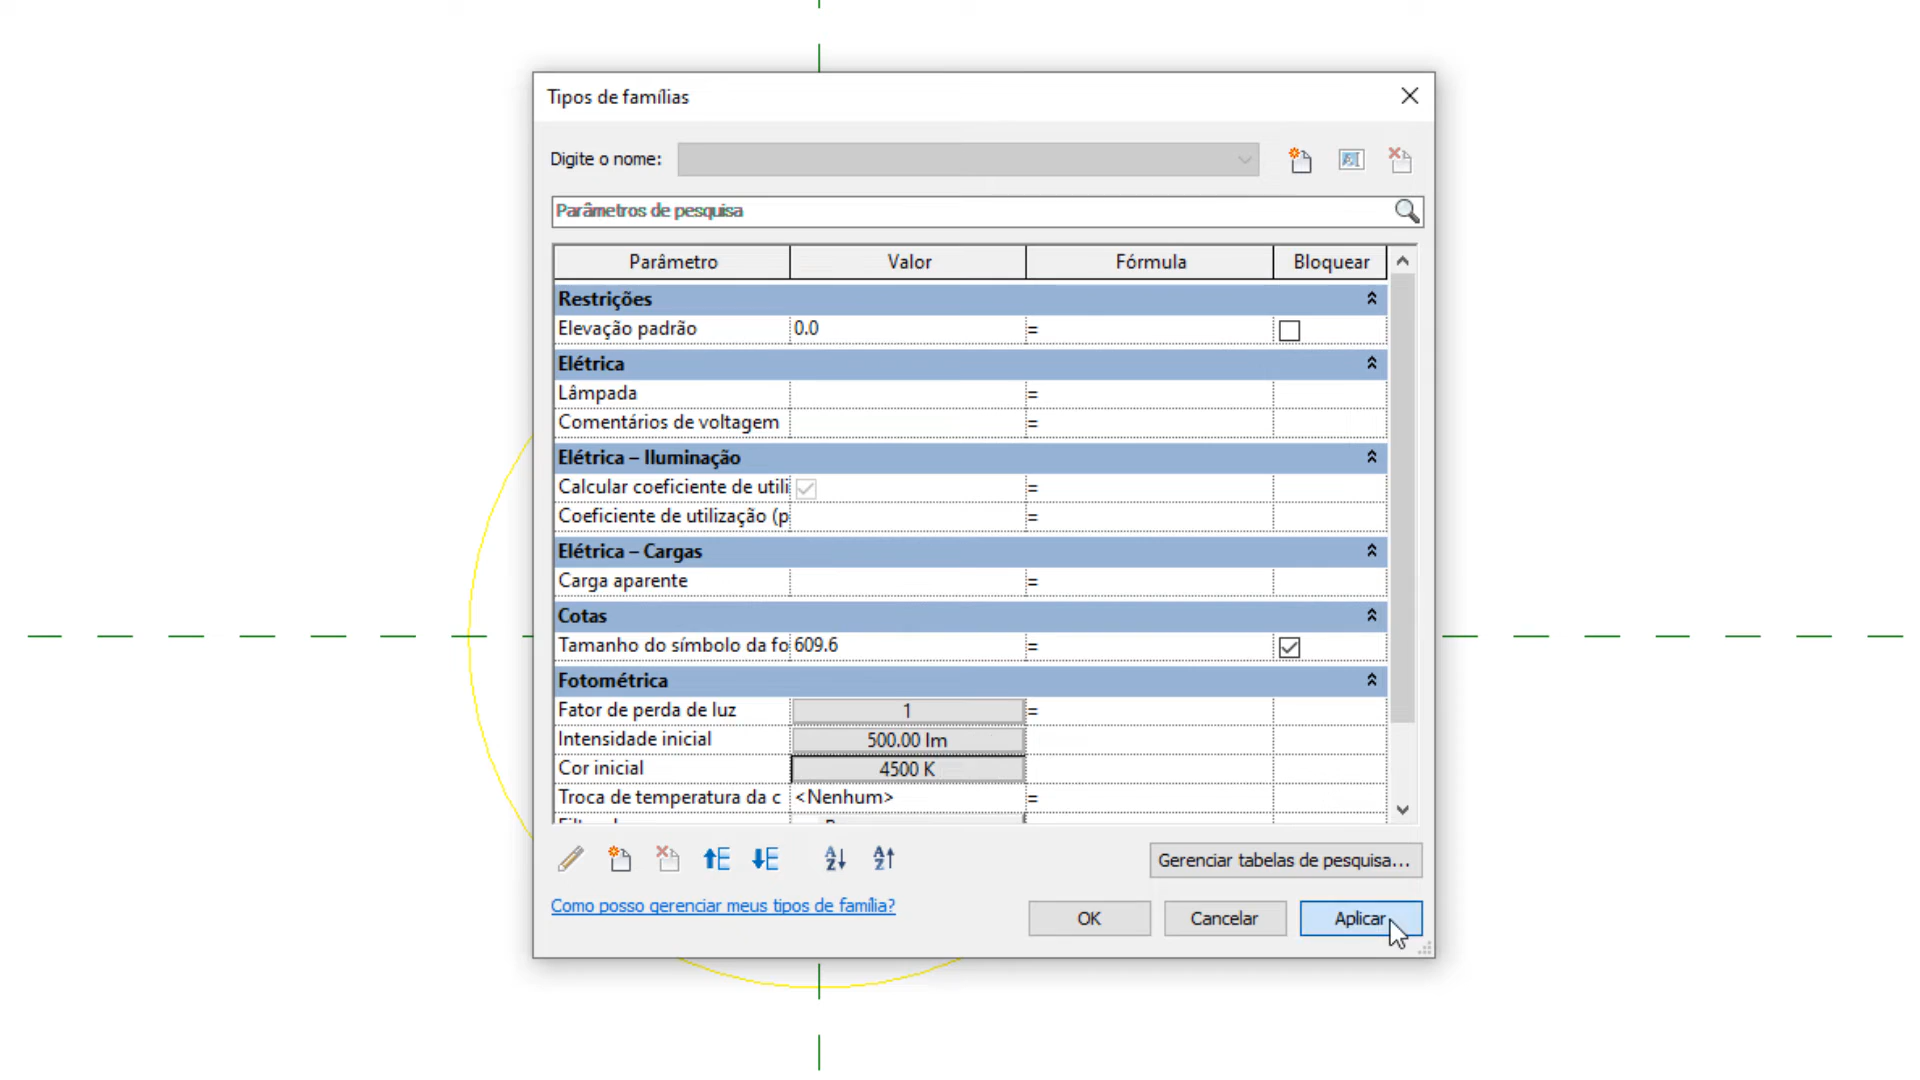 Tipos de famílias
Digite o nome:
Parâmetros de pesquisa
Parâmetro Valor Fórmula Bloquear
Restrições
Elevação padrão 0.0 =
Elétrica
Lâmpada =
Comentários de voltagem =
Elétrica – Iluminação
Calcular coeficiente de utili =
Coeficiente de utilização (p =
Elétrica – Cargas
Carga aparente =
Cotas
Tamanho do símbolo da fo 609.6 =
Fotométrica
Fator de perda de luz 1 =
Intensidade inicial 500.00 lm
Cor inicial 4500 K
Troca de temperatura da c <Nenhum> =
Gerenciar tabelas de pesquisa...
Como posso gerenciar meus tipos de família?
OK Cancelar Aplicar